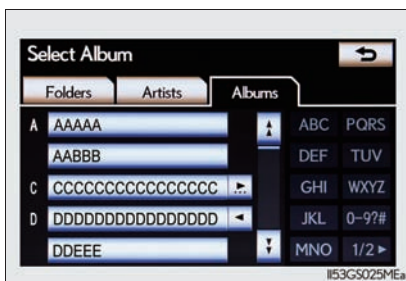 Select Album
Folders Artists Albums
A AAAAA ABC PQRS
AABBB DEF TUV
C CCCCCCCCCCCCCCCC GHI WXYZ
D DDDDDDDDDDDDDDDD JKL 0-9?#
DDEEE MNO 1/2
II53GS025MEa